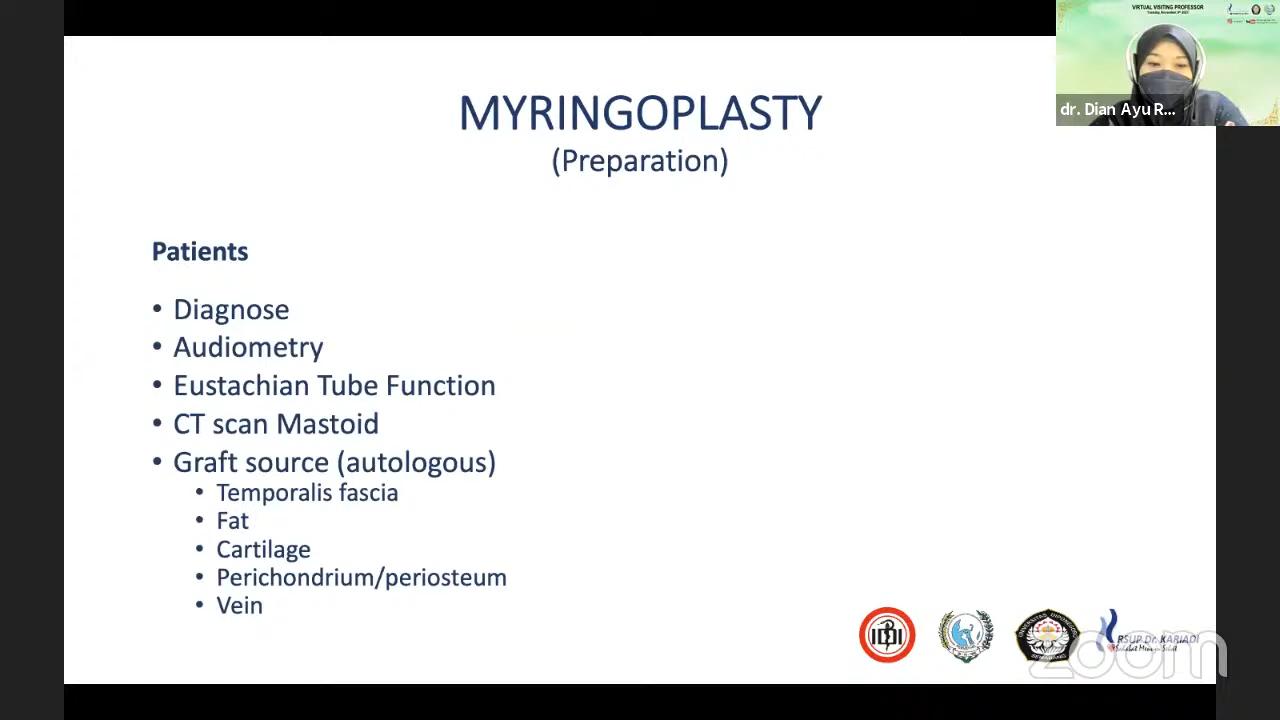 VIRTUAL VISITING PROFESSOR
dr. Dian Ayu R...
MYRINGOPLASTY
(Preparation)
Patients
• Diagnose
• Audiometry
• Eustachian Tube Function
• CT scan Mastoid
• Graft source (autologous)
• Temporalis fascia
• Fat
• Cartilage
• Perichondrium/periosteum
• Vein
RSUP Dr. KARIADI
zoom